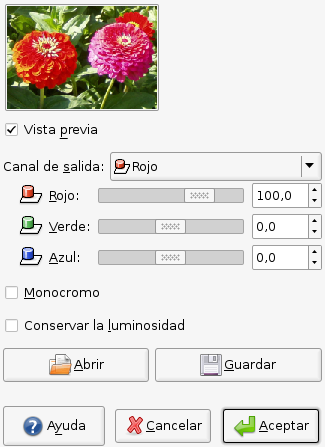 Vista previa
Canal de salida: Rojo
Rojo: 100,0
Verde: 0,0
Azul: 0,0
Monocromo
Conservar la luminosidad
Abrir Guardar
Ayuda Cancelar Aceptar